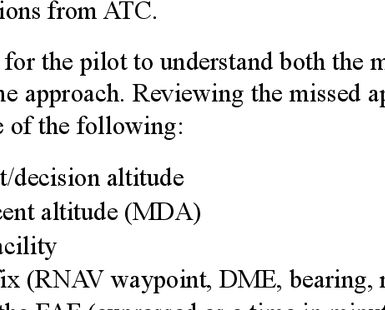 ions from ATC.
for the pilot to understand both the m
ne approach. Reviewing the missed ap
e of the following:
t/decision altitude
cent altitude (MDA)
acility
fix (RNAV waypoint, DME, bearing, r
the FAF (expressed as a time in minut